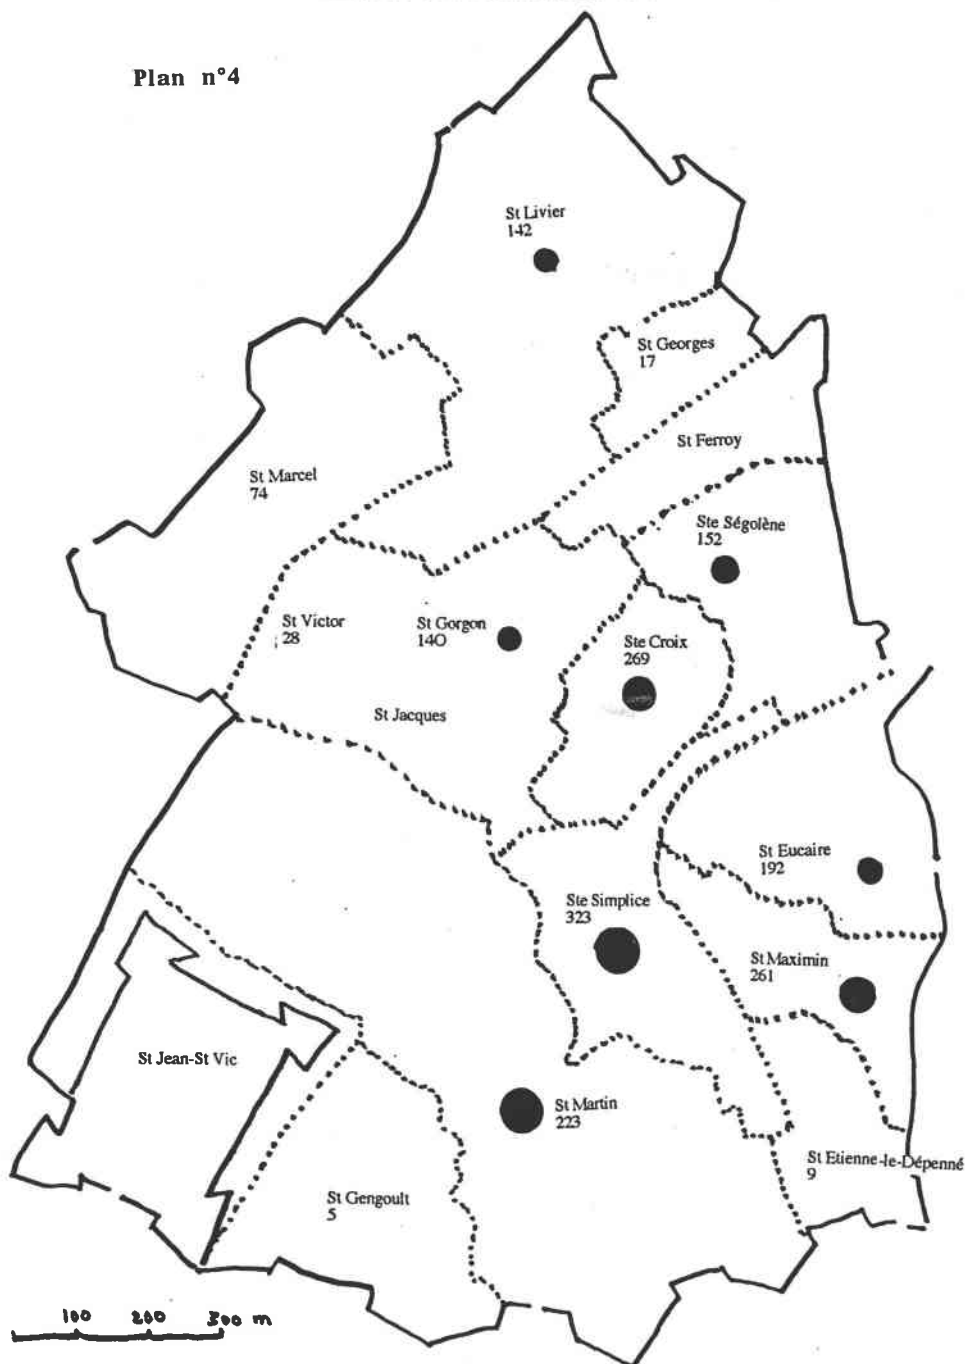 Plan n°4
St Livier
142
St Georges
17
St Ferroy
St Marcel
74
Ste Ségolène
152
St Victor
28
St Gorgon
140
Ste Croix
269
St Jacques
St Eucaire
192
Ste Simplice
323
St Maximin
261
St Jean-St Vic
St Martin
223
St Etienne-le-Dépenné
9
St Gengoult
5
100 200 300 m